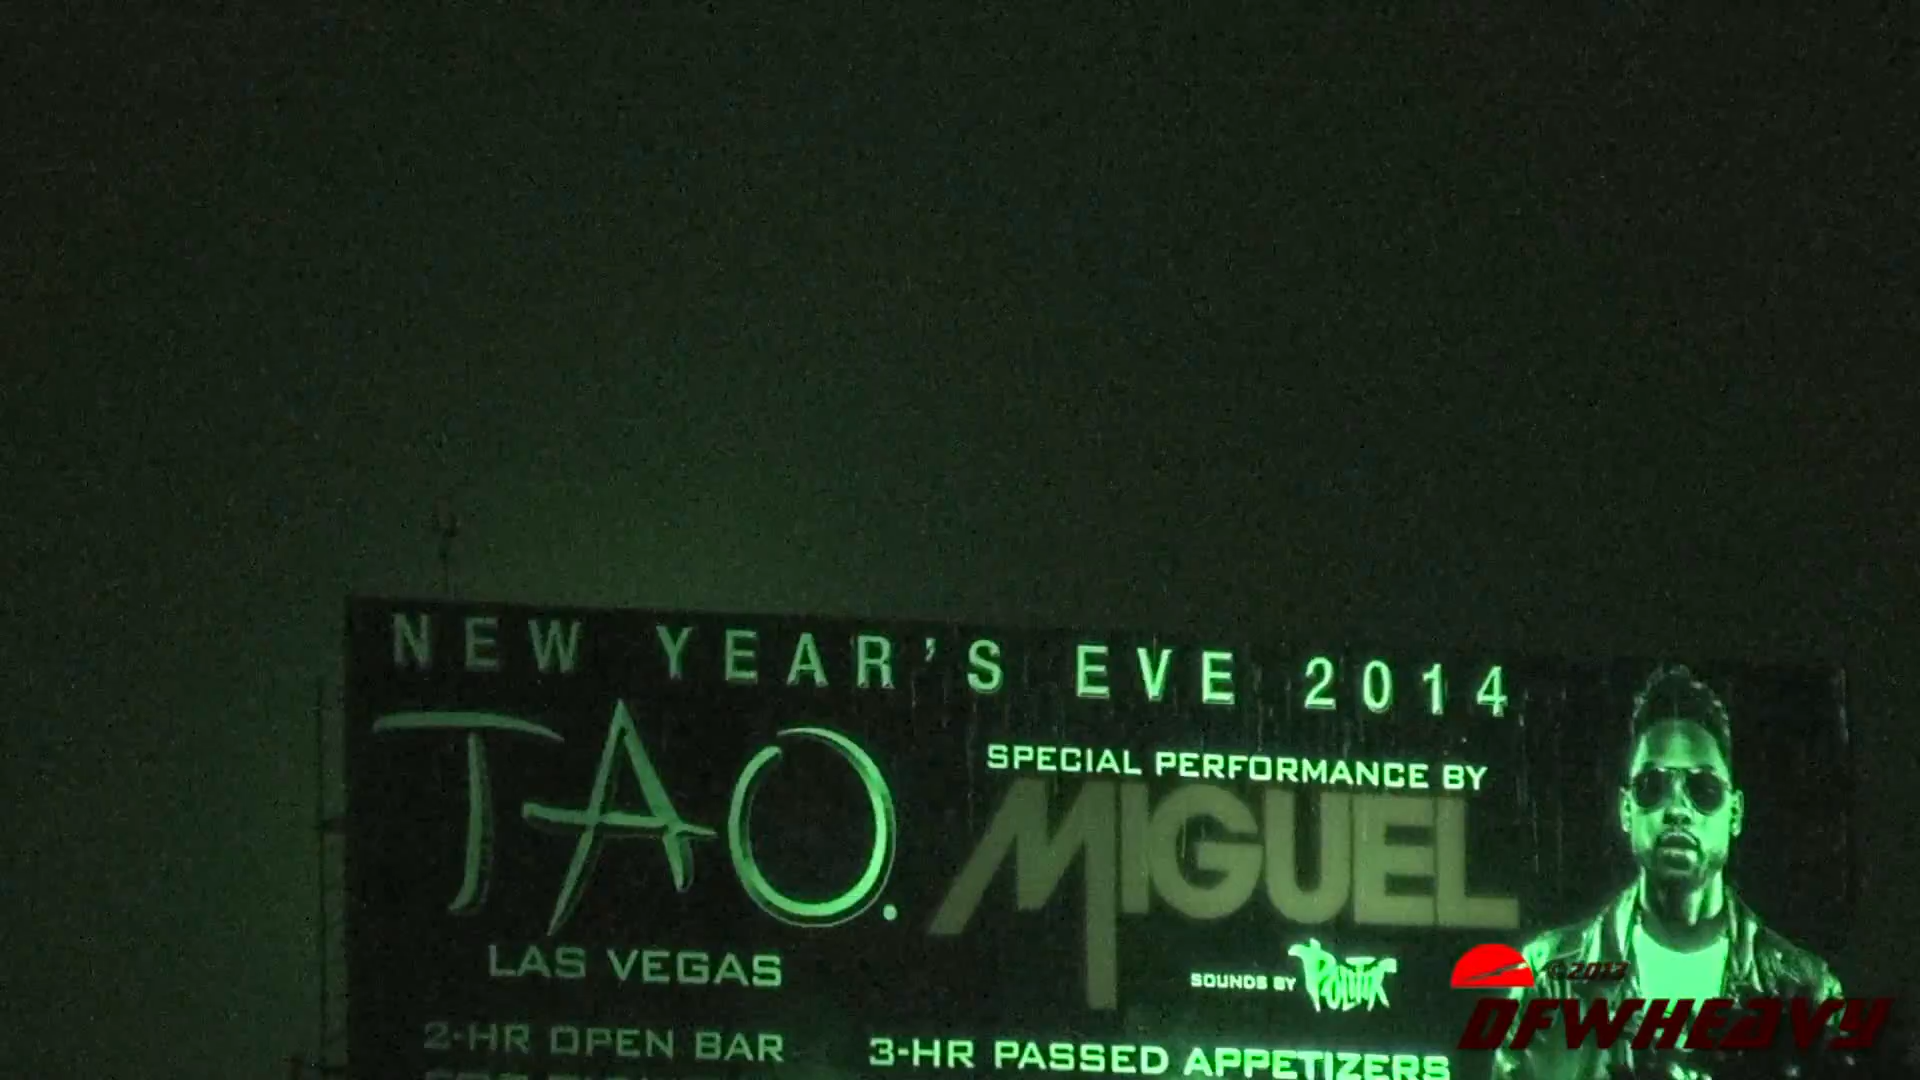 NEW YEAR'S EVE 2014
TAO.
LAS VEGAS
SPECIAL PERFORMANCE BY
MIGUEL
SOUNDS BY POLITIK
2-HR OPEN BAR
3-HR PASSED APPETIZERS
©2013
DFWHEAVY